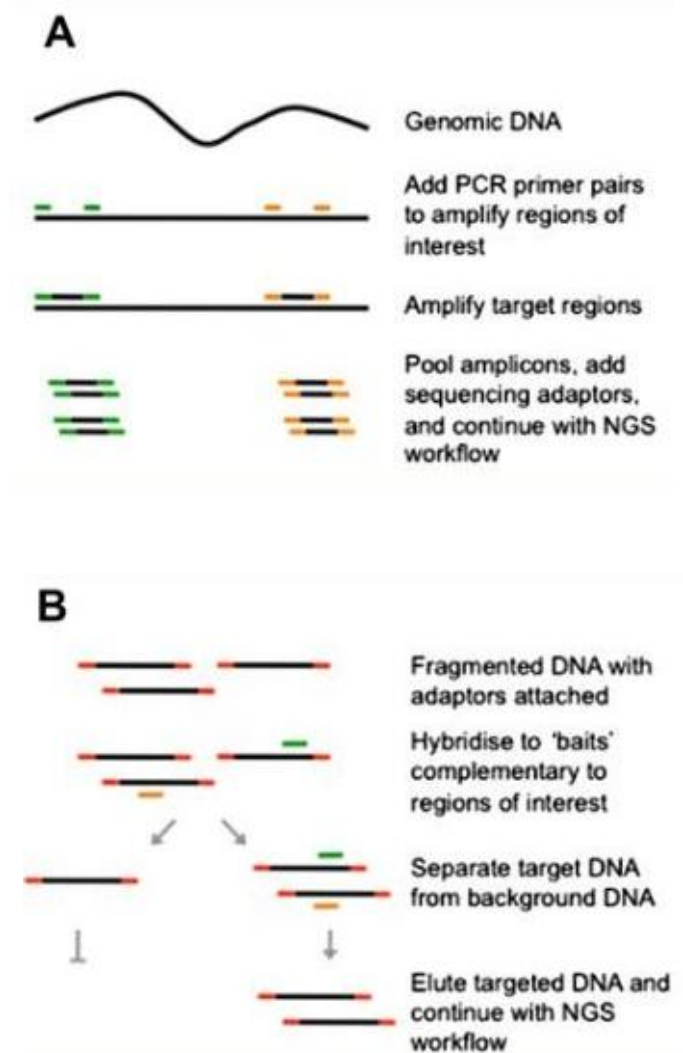 A
Genomic DNA
Add PCR primer pairs
to amplify regions of
interest
Amplify target regions
Pool amplicons, add
sequencing adaptors,
and continue with NGS
workflow
B
Fragmented DNA with
adaptors attached
Hybridise to ‘baits’
complementary to
regions of interest
Separate target DNA
from background DNA
Elute targeted DNA and
continue with NGS
workflow